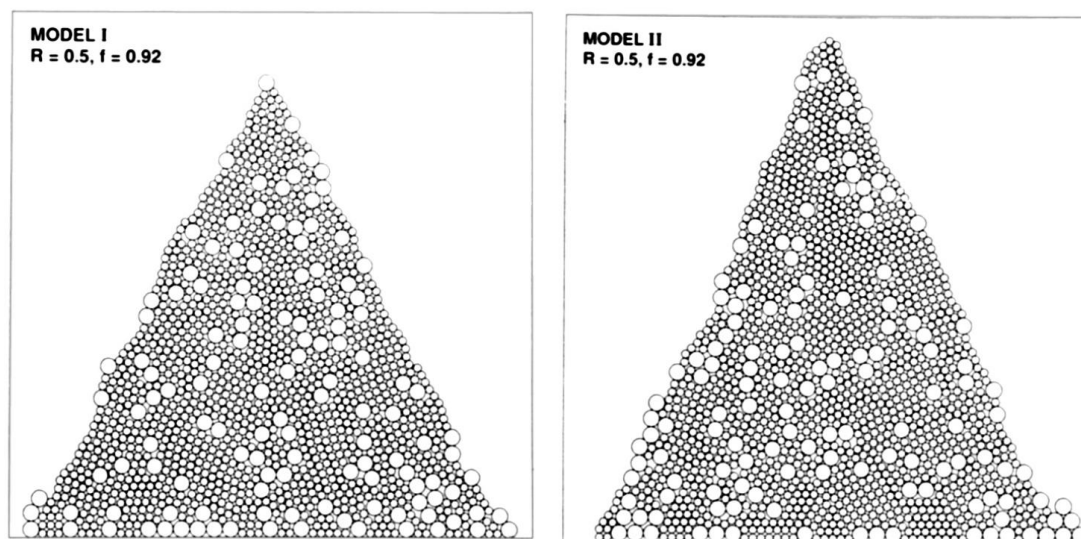 MODEL I
R = 0.5, f = 0.92
MODEL II
R = 0.5, f = 0.92